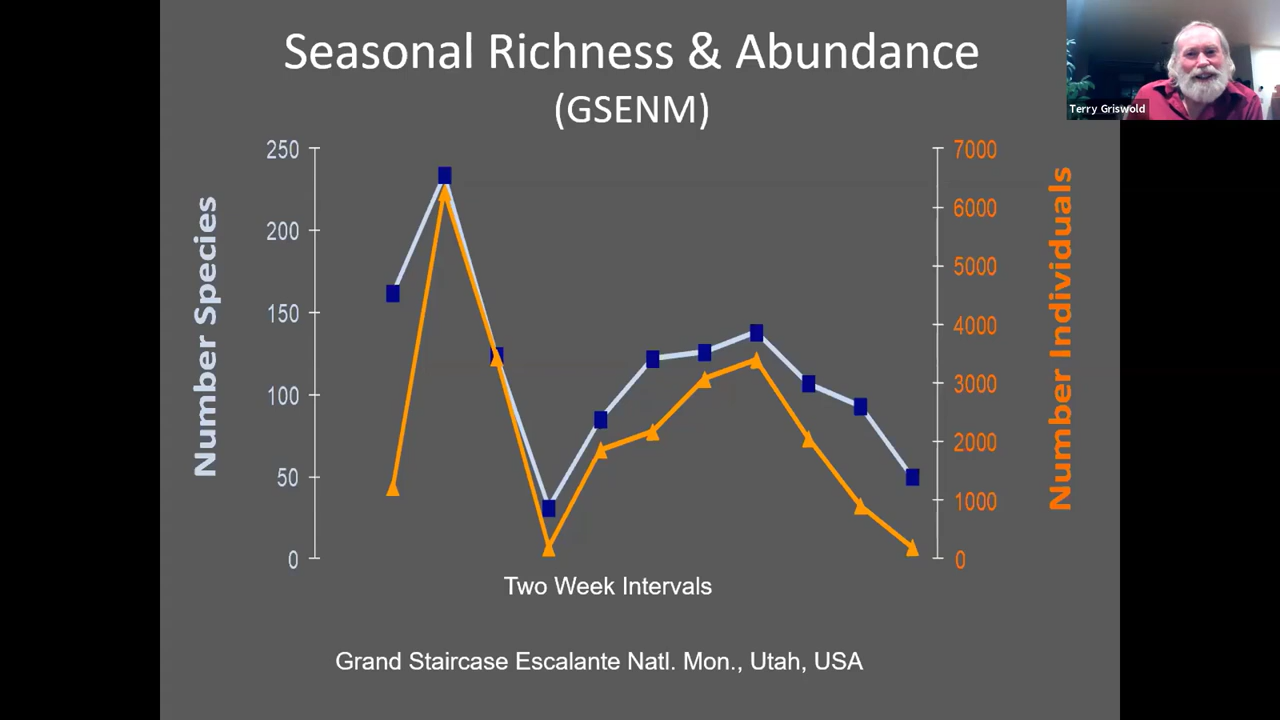 Seasonal Richness & Abundance
(GSENM)
Terry Griswold
Number Species
250
200
150
100
50
0
7000
6000
5000
4000
3000
2000
1000
0
Number Individuals
Two Week Intervals
Grand Staircase Escalante Natl. Mon., Utah, USA